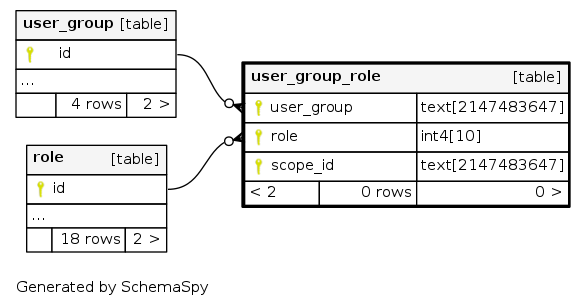 user_group [table]
id
...
4 rows 2 >
user_group_role [table]
user_group text[2147483647]
role int4[10]
scope_id text[2147483647]
< 2 0 rows 0 >
role [table]
id
...
18 rows 2 >
Generated by SchemaSpy